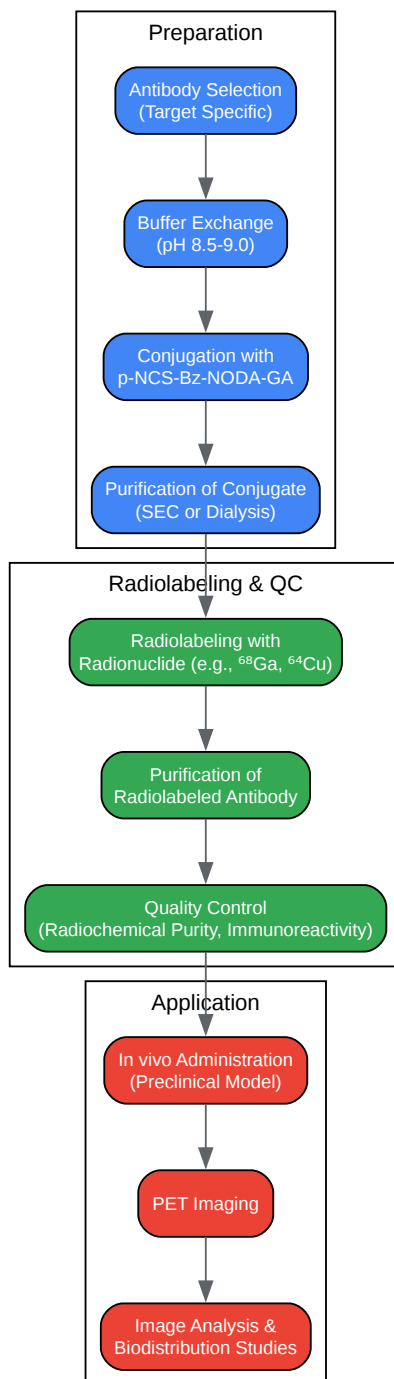 Preparation
Antibody Selection
(Target Specific)
Buffer Exchange
(pH 8.5-9.0)
Conjugation with
p-NCS-Bz-NODA-GA
Purification of Conjugate
(SEC or Dialysis)
Radiolabeling & QC
Radiolabeling with
Radionuclide (e.g., ⁶⁸Ga, ⁶⁴Cu)
Purification of
Radiolabeled Antibody
Quality Control
(Radiochemical Purity, Immunoreactivity)
Application
In vivo Administration
(Preclinical Model)
PET Imaging
Image Analysis &
Biodistribution Studies